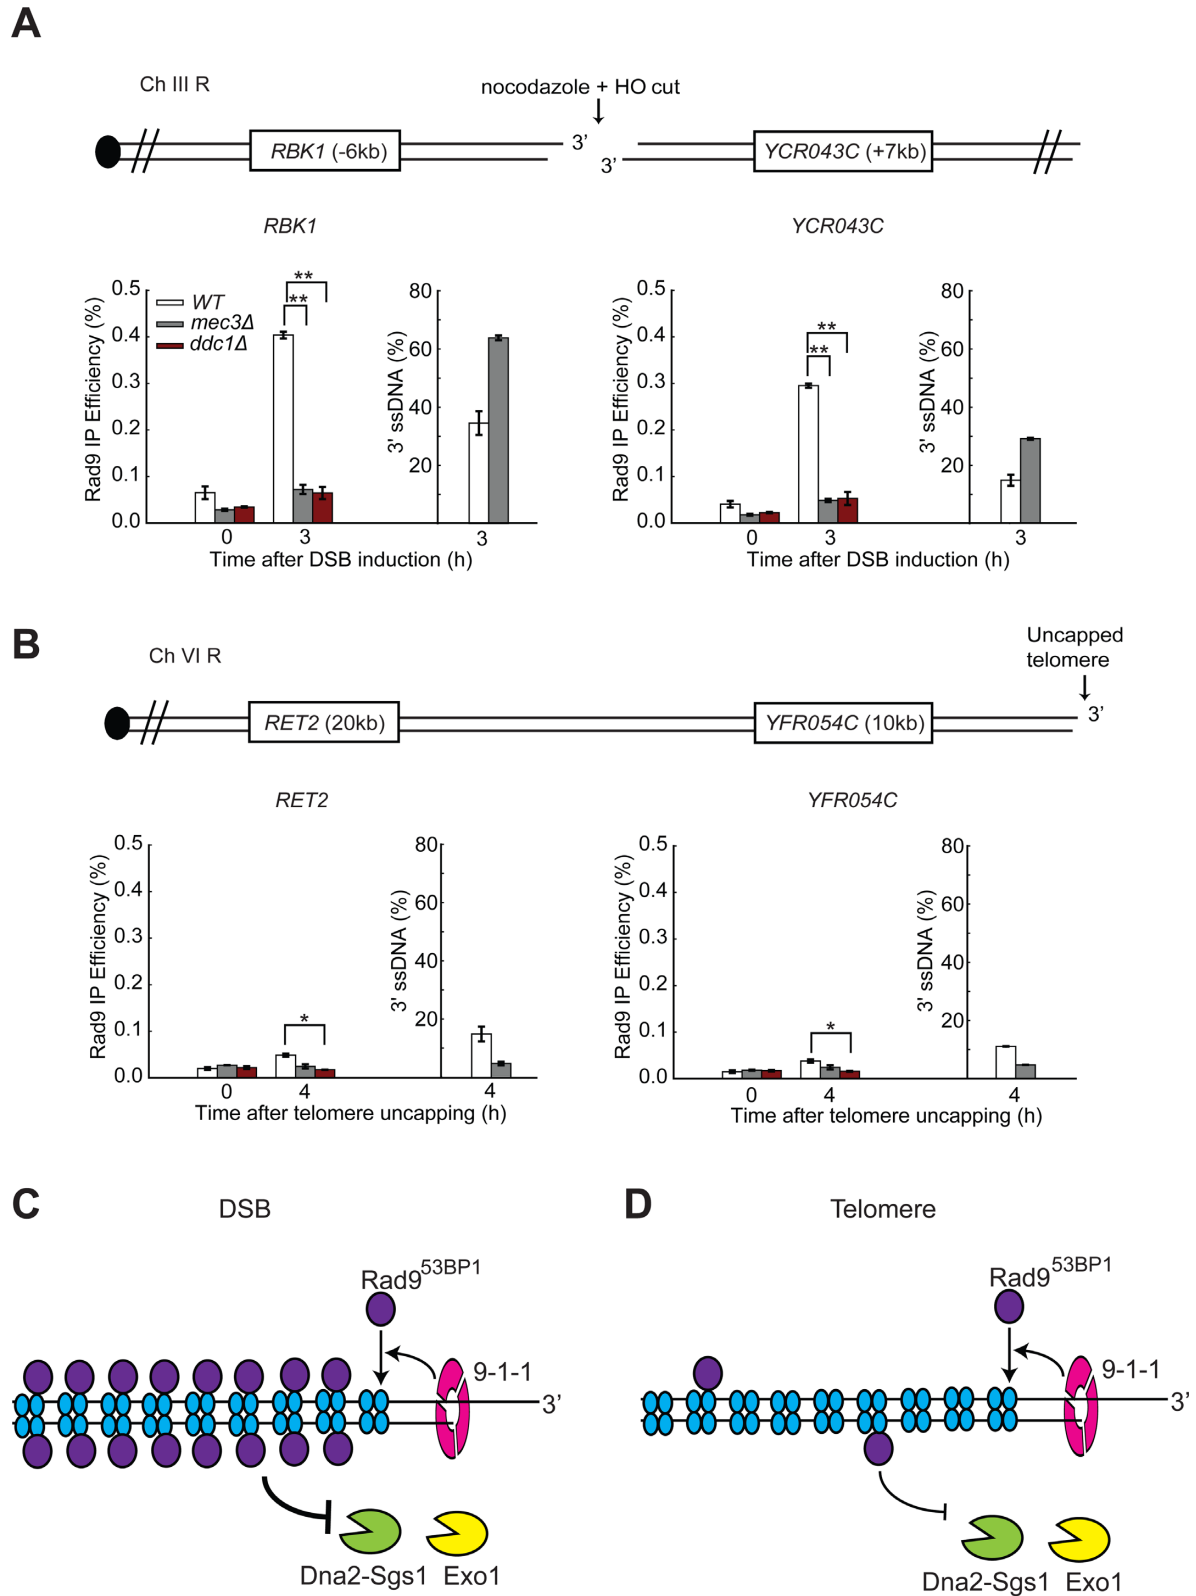 A
Ch III R
nocodazole + HO cut
RBK1 (-6kb)
3’
3’
YCR043C (+7kb)
RBK1
YCR043C
Rad9 IP Efficiency (%)
0.5
0.4
0.3
0.2
0.1
0.0
WT
mec3Δ
ddc1Δ
**
**
0
3
Time after DSB induction (h)
3' ssDNA (%)
80
60
40
20
3
Rad9 IP Efficiency (%)
0.5
0.4
0.3
0.2
0.1
0.0
**
**
0
3
Time after DSB induction (h)
3' ssDNA (%)
80
60
40
20
3
B
Ch VI R
Uncapped
telomere
RET2 (20kb)
YFR054C (10kb)
3’
RET2
YFR054C
Rad9 IP Efficiency (%)
0.5
0.4
0.3
0.2
0.1
0.0
*
0
4
Time after telomere uncapping (h)
3' ssDNA (%)
80
60
40
20
4
Rad9 IP Efficiency (%)
0.5
0.4
0.3
0.2
0.1
0.0
*
0
4
Time after telomere uncapping (h)
3' ssDNA (%)
80
60
40
20
4
C
DSB
Rad9 53BP1
9-1-1
3’
Dna2-Sgs1
Exo1
D
Telomere
Rad9 53BP1
9-1-1
3’
Dna2-Sgs1
Exo1